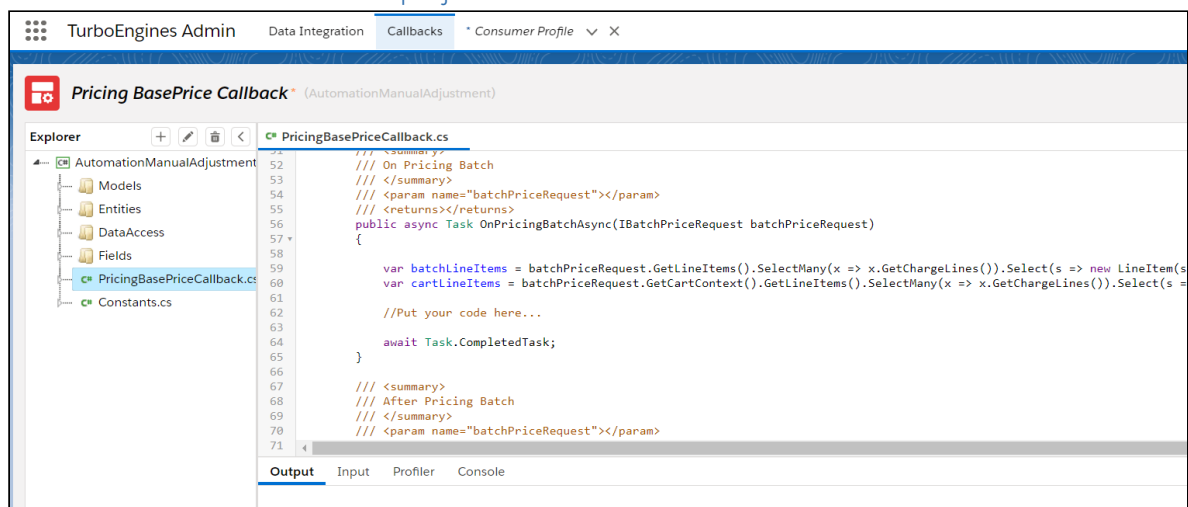 TurboEngines Admin Data Integration Callbacks * Consumer Profile
Pricing BasePrice Callback* (AutomationManualAdjustment)
Explorer
AutomationManualAdjustment
Models
Entities
DataAccess
Fields
C# PricingBasePriceCallback.cs
C# Constants.cs
C# PricingBasePriceCallback.cs
51 /// <summary>
52 /// On Pricing Batch
53 /// </summary>
54 /// <param name="batchPriceRequest"></param>
55 /// <returns></returns>
56 public async Task OnPricingBatchAsync(IBatchPriceRequest batchPriceRequest)
57 {
58
59 var batchLineItems = batchPriceRequest.GetLineItems().SelectMany(x => x.GetChargeLines()).Select(s => new LineItem(s
60 var cartLineItems = batchPriceRequest.GetCartContext().GetLineItems().SelectMany(x => x.GetChargeLines()).Select(s =
61
62 //Put your code here...
63
64 await Task.CompletedTask;
65 }
66
67 /// <summary>
68 /// After Pricing Batch
69 /// </summary>
70 /// <param name="batchPriceRequest"></param>
71
Output Input Profiler Console